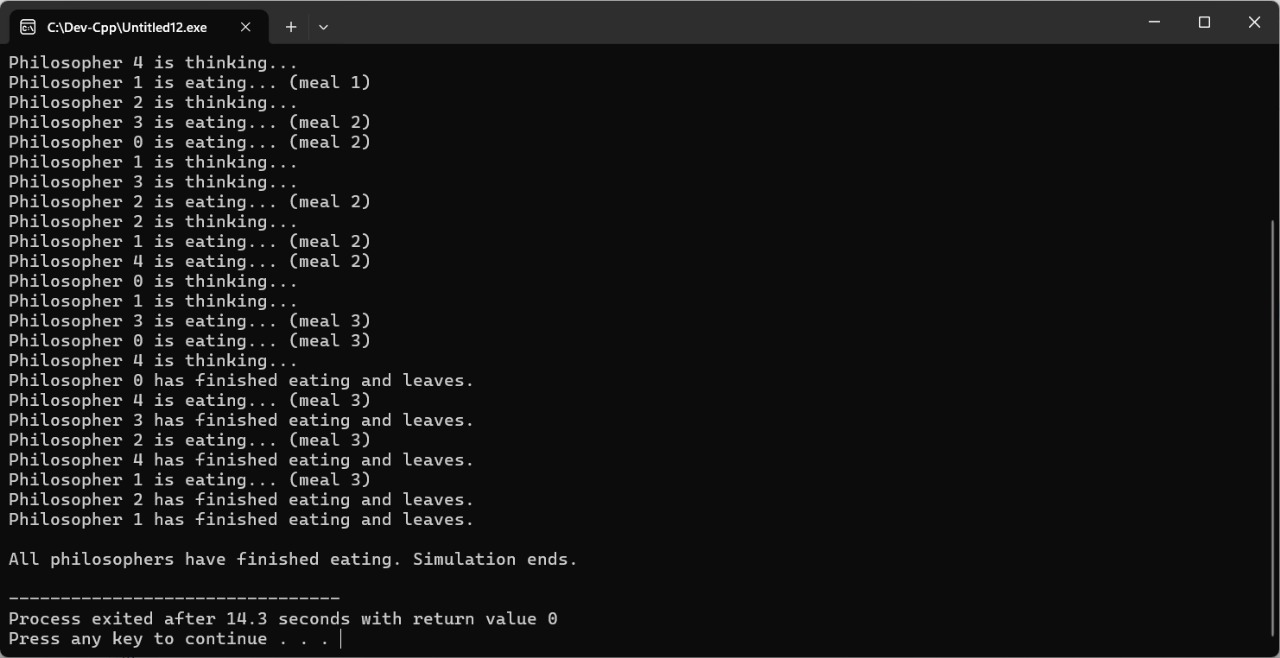 C:\Dev-Cpp\Untitled12.exe
Philosopher 4 is thinking...
Philosopher 1 is eating... (meal 1)
Philosopher 2 is thinking...
Philosopher 3 is eating... (meal 2)
Philosopher 0 is eating... (meal 2)
Philosopher 1 is thinking...
Philosopher 3 is thinking...
Philosopher 2 is eating... (meal 2)
Philosopher 2 is thinking...
Philosopher 1 is eating... (meal 2)
Philosopher 4 is eating... (meal 2)
Philosopher 0 is thinking...
Philosopher 1 is thinking...
Philosopher 3 is eating... (meal 3)
Philosopher 0 is eating... (meal 3)
Philosopher 4 is thinking...
Philosopher 0 has finished eating and leaves.
Philosopher 4 is eating... (meal 3)
Philosopher 3 has finished eating and leaves.
Philosopher 2 is eating... (meal 3)
Philosopher 4 has finished eating and leaves.
Philosopher 1 is eating... (meal 3)
Philosopher 2 has finished eating and leaves.
Philosopher 1 has finished eating and leaves.

All philosophers have finished eating. Simulation ends.

--------------------------------
Process exited after 14.3 seconds with return value 0
Press any key to continue . . .